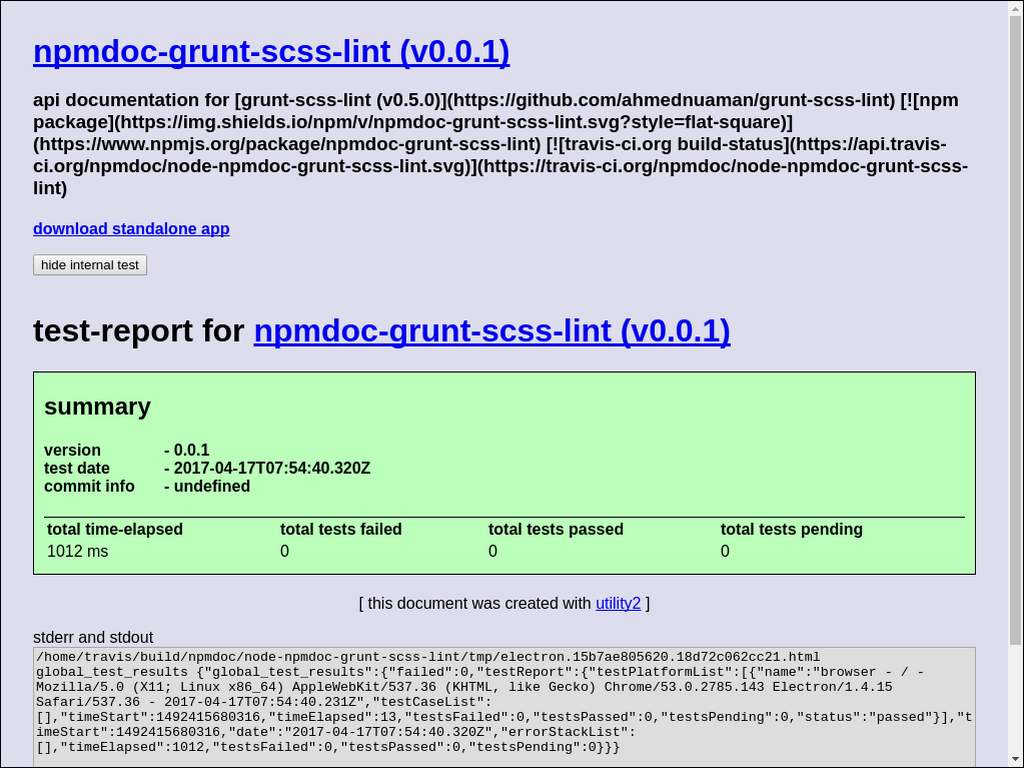 npmdoc-grunt-scss-lint (v0.0.1)
api documentation for [grunt-scss-lint (v0.5.0)](https://github.com/ahmednuaman/grunt-scss-lint) [![npm
package](https://img.shields.io/npm/v/npmdoc-grunt-scss-lint.svg?style=flat-square)]
(https://www.npmjs.org/package/npmdoc-grunt-scss-lint) [![travis-ci.org build-status](https://api.travis-
ci.org/npmdoc/node-npmdoc-grunt-scss-lint.svg)](https://travis-ci.org/npmdoc/node-npmdoc-grunt-scss-
lint)
download standalone app
hide internal test
test-report for npmdoc-grunt-scss-lint (v0.0.1)
summary
version - 0.0.1
test date - 2017-04-17T07:54:40.320Z
commit info - undefined
total time-elapsed total tests failed total tests passed total tests pending
1012 ms 0 0 0
[ this document was created with utility2 ]
stderr and stdout
/home/travis/build/npmdoc/node-npmdoc-grunt-scss-lint/tmp/electron.15b7ae805620.18d72c062cc21.html
global_test_results {"global_test_results":{"failed":0,"testReport":{"testPlatformList":[{"name":"browser - / -
Mozilla/5.0 (X11; Linux x86_64) AppleWebKit/537.36 (KHTML, like Gecko) Chrome/53.0.2785.143 Electron/1.4.15
Safari/537.36 - 2017-04-17T07:54:40.231Z","testCaseList":
[],"timeStart":1492415680316,"timeElapsed":13,"testsFailed":0,"testsPassed":0,"testsPending":0,"status":"passed"}],"t
imeStart":1492415680316,"date":"2017-04-17T07:54:40.320Z","errorStackList":
[],"timeElapsed":1012,"testsFailed":0,"testsPassed":0,"testsPending":0}}}